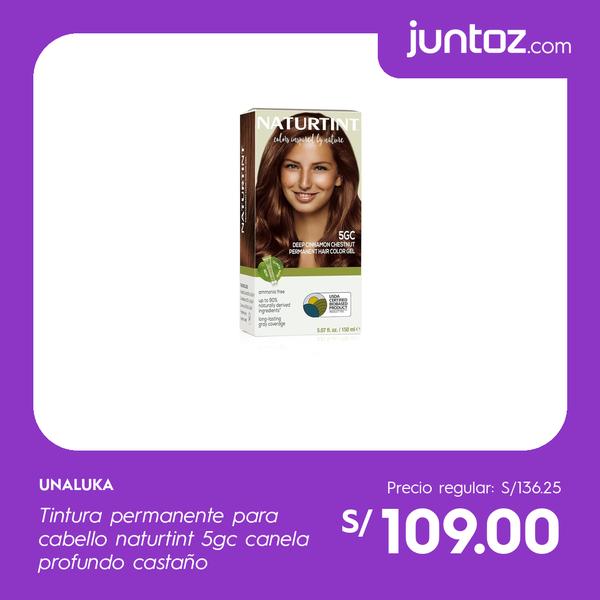 juntoz.com
NATURTINT
colors inspired by nature
NATURTINT
5GC
DEEP CINNAMON CHESTNUT
PERMANENT HAIR COLOR GEL
ammonia free
up to 90%
naturally derived
ingredients
long-lasting
gray coverage
USDA
CERTIFIED
BIOBASED
PRODUCT
5.07 fl. oz / 150 ml e
UNALUKA
Tintura permanente para
cabello naturtint 5gc canela
profundo castaño
Precio regular: S/136.25
S/109.00